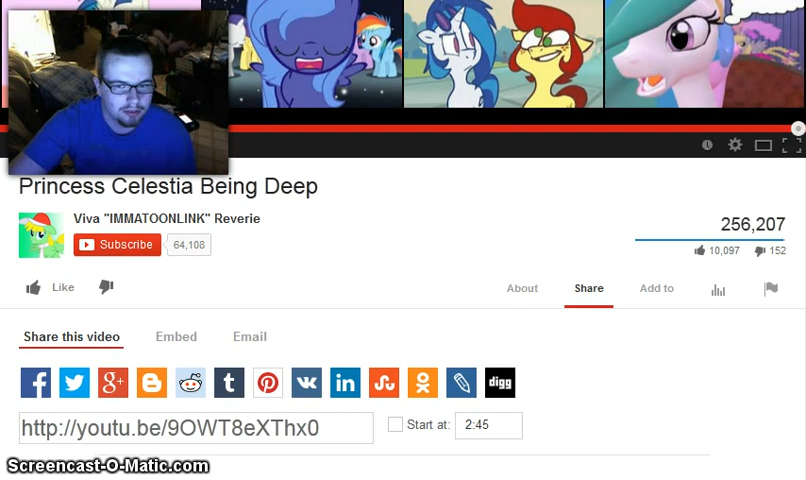 Princess Celestia Being Deep
Viva "IMMATOONLINK" Reverie
Subscribe 64,108
256,207
10,097 152
Like
About Share Add to
Share this video Embed Email
digg
http://youtu.be/9OWT8eXThx0
Start at: 2:45
Screencast-O-Matic.com